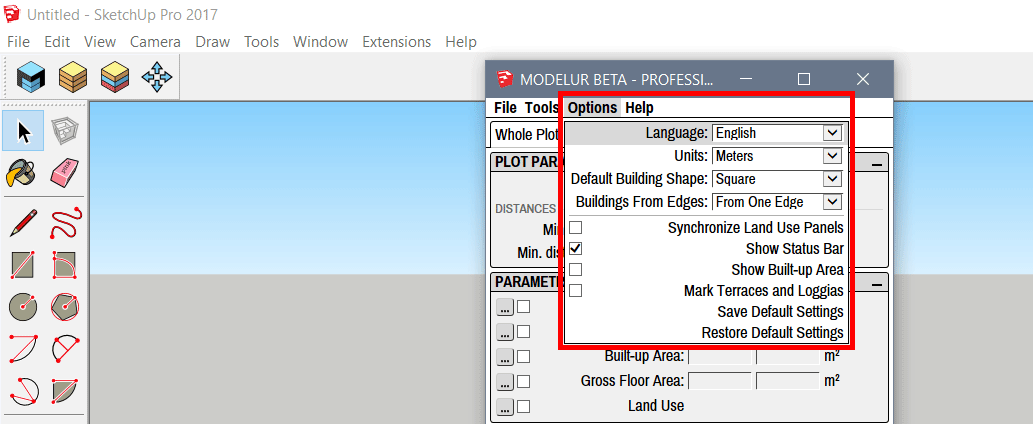 Untitled - SketchUp Pro 2017
File Edit View Camera Draw Tools Window Extensions Help
MODELUR BETA - PROFESSI...
File Tools Options Help
Whole Plot
Language: English
Units: Meters
PLOT PAR
Default Building Shape: Square
DISTANCES
Buildings From Edges: From One Edge
Min
Synchronize Land Use Panels
Min. dis
Show Status Bar
Show Built-up Area
PARAMETE
Mark Terraces and Loggias
...
Save Default Settings
...
Restore Default Settings
... Built-up Area: m²
... Gross Floor Area: m²
... Land Use